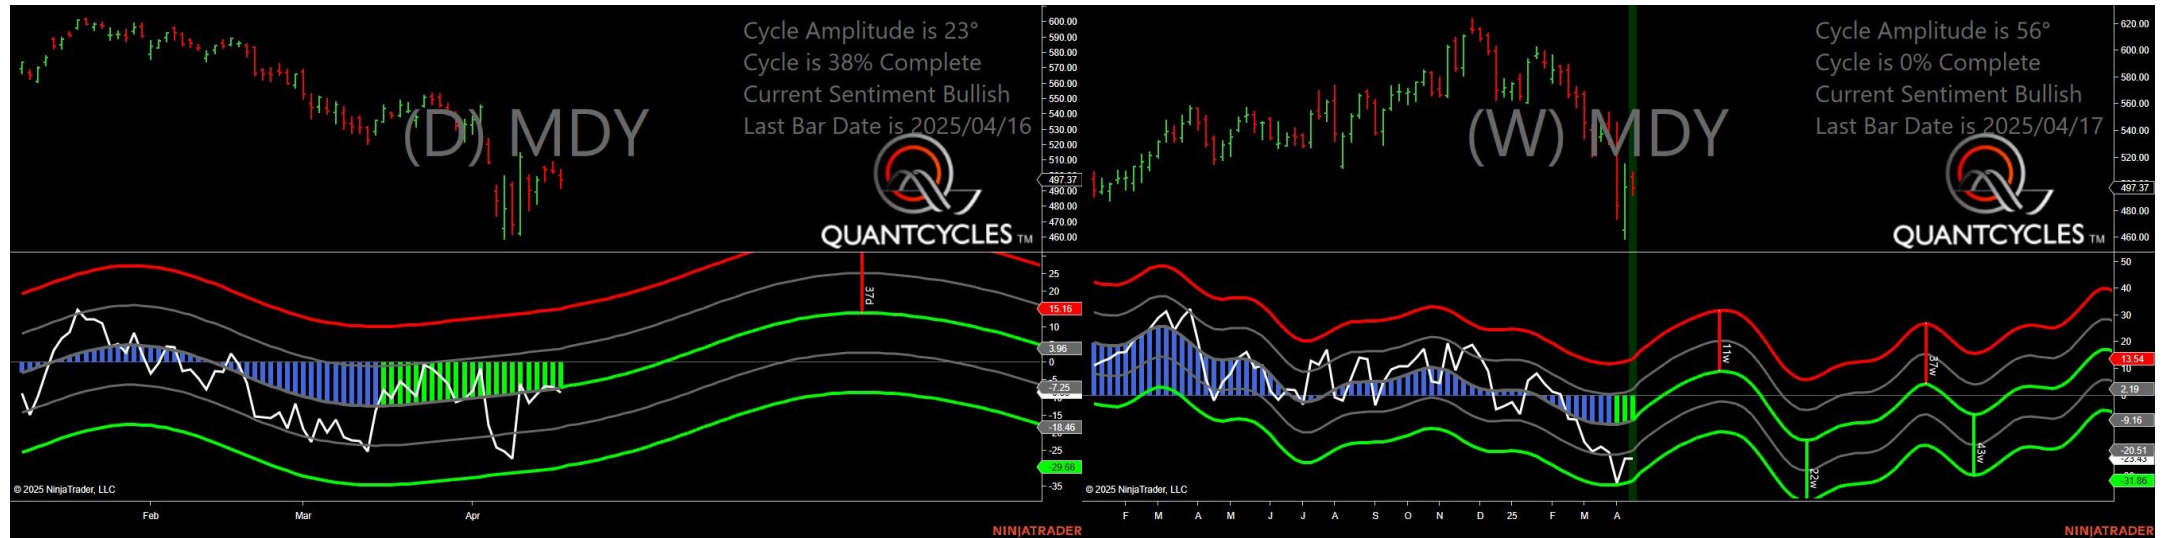 Cycle Amplitude is 23°
Cycle is 38% Complete
Current Sentiment Bullish
Last Bar Date is 2025/04/16
(D) MDY
QUANTCYCLES TM
600.00
590.00
580.00
570.00
560.00
550.00
540.00
530.00
520.00
510.00
497.37
490.00
480.00
470.00
460.00
37d
25
20
15.16
10
3.96
0
-7.25
-15
-18.46
-25
-29.66
-35
© 2025 NinjaTrader, LLC
Feb Mar Apr
NINJATRADER
Cycle Amplitude is 56°
Cycle is 0% Complete
Current Sentiment Bullish
Last Bar Date is 2025/04/17
(W) MDY
QUANTCYCLES TM
620.00
600.00
580.00
560.00
540.00
520.00
497.37
480.00
460.00
11w
22w
37w
43w
50
40
30
20
13.54
10
2.19
-9.16
-20.51
-23.43
-31.86
© 2025 NinjaTrader, LLC
F M A M J J A S O N D 25 F M A
NINJATRADER